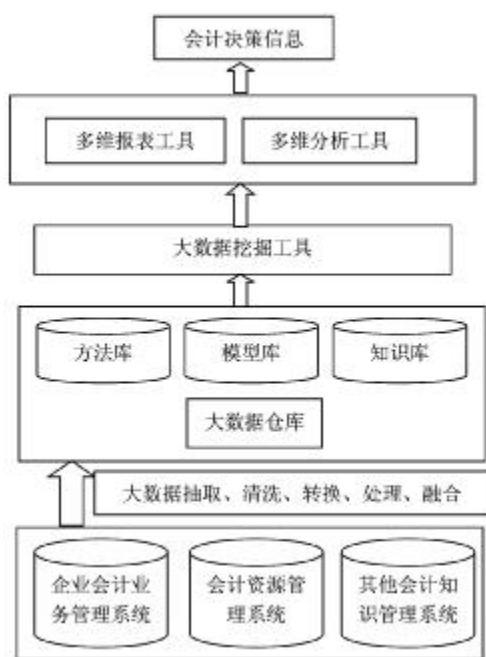 会计决策信息
多维报表工具 多维分析工具
大数据挖掘工具
方法库 模型库 知识库
大数据仓库
大数据抽取、清洗、转换、处理、融合
企业会计业 会计资源管 其他会计知
务管理系统 理系统 识管理系统